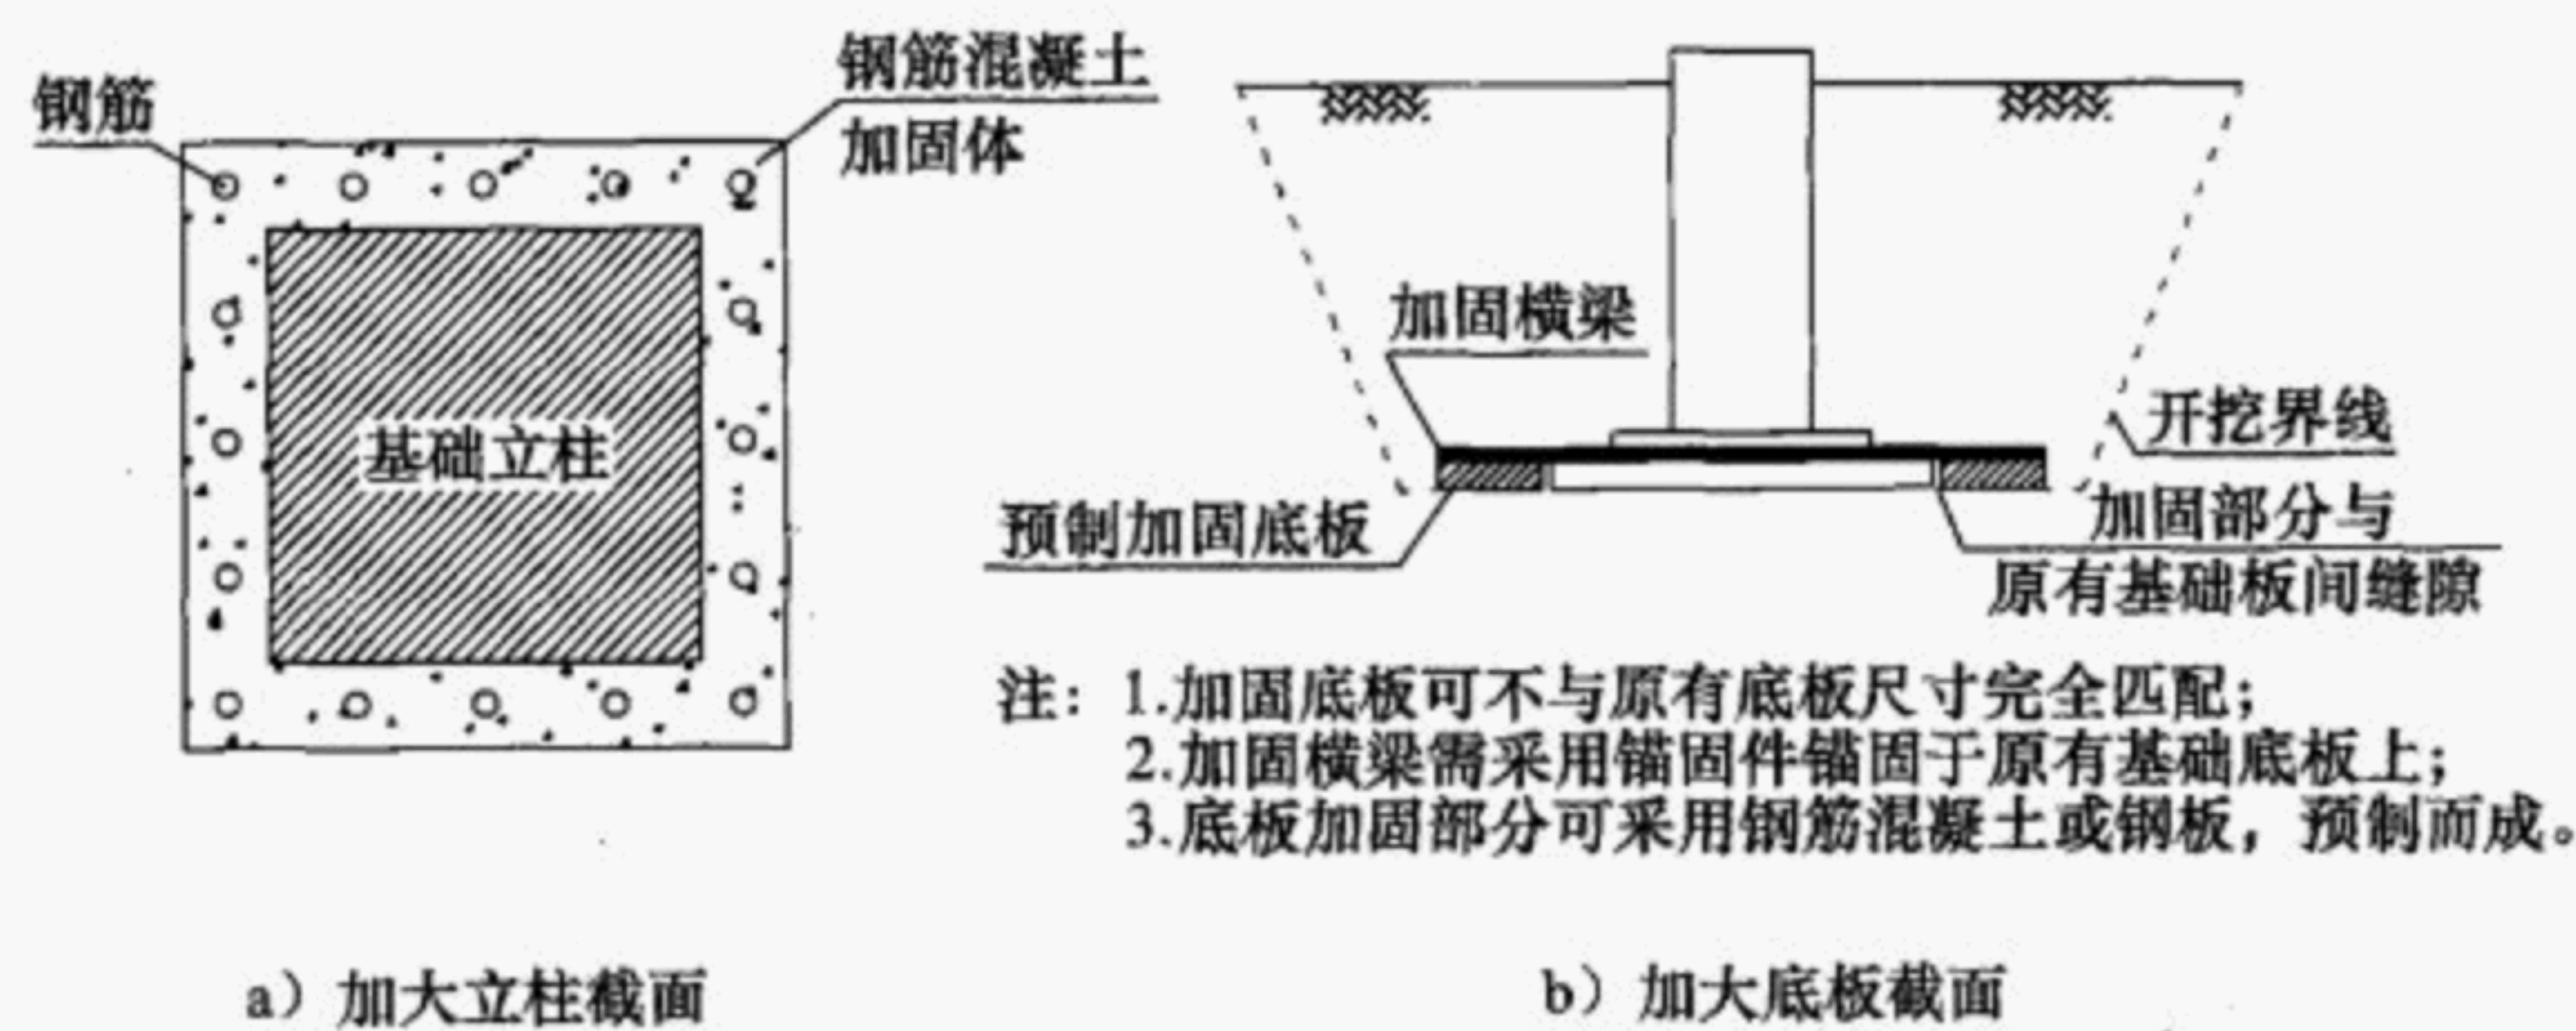 钢筋
钢筋混凝土
加固体
基础立柱
a）加大立柱截面
加固横梁
开挖界线
预制加固底板
加固部分与
原有基础板间缝隙
注：1.加固底板可不与原有底板尺寸完全匹配；
2.加固横梁需采用锚固件锚固于原有基础底板上；
3.底板加固部分可采用钢筋混凝土或钢板，预制而成。
b）加大底板截面